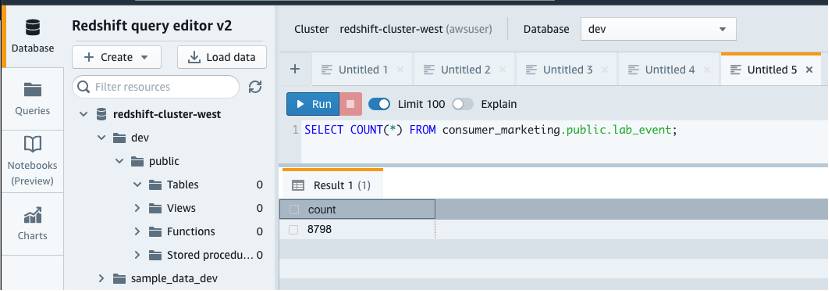 Database
Queries
Notebooks
(Preview)
Charts
Redshift query editor v2
+ Create
Load data
Filter resources
redshift-cluster-west
dev
public
Tables 0
Views 0
Functions 0
Stored procedu... 0
sample_data_dev
Cluster redshift-cluster-west (awsuser) Database dev
+ Untitled 1 × Untitled 2 × Untitled 3 × Untitled 4 × Untitled 5 ×
Run Limit 100 Explain
1 SELECT COUNT(*) FROM consumer_marketing.public.lab_event;
Result 1 (1)
count
8798